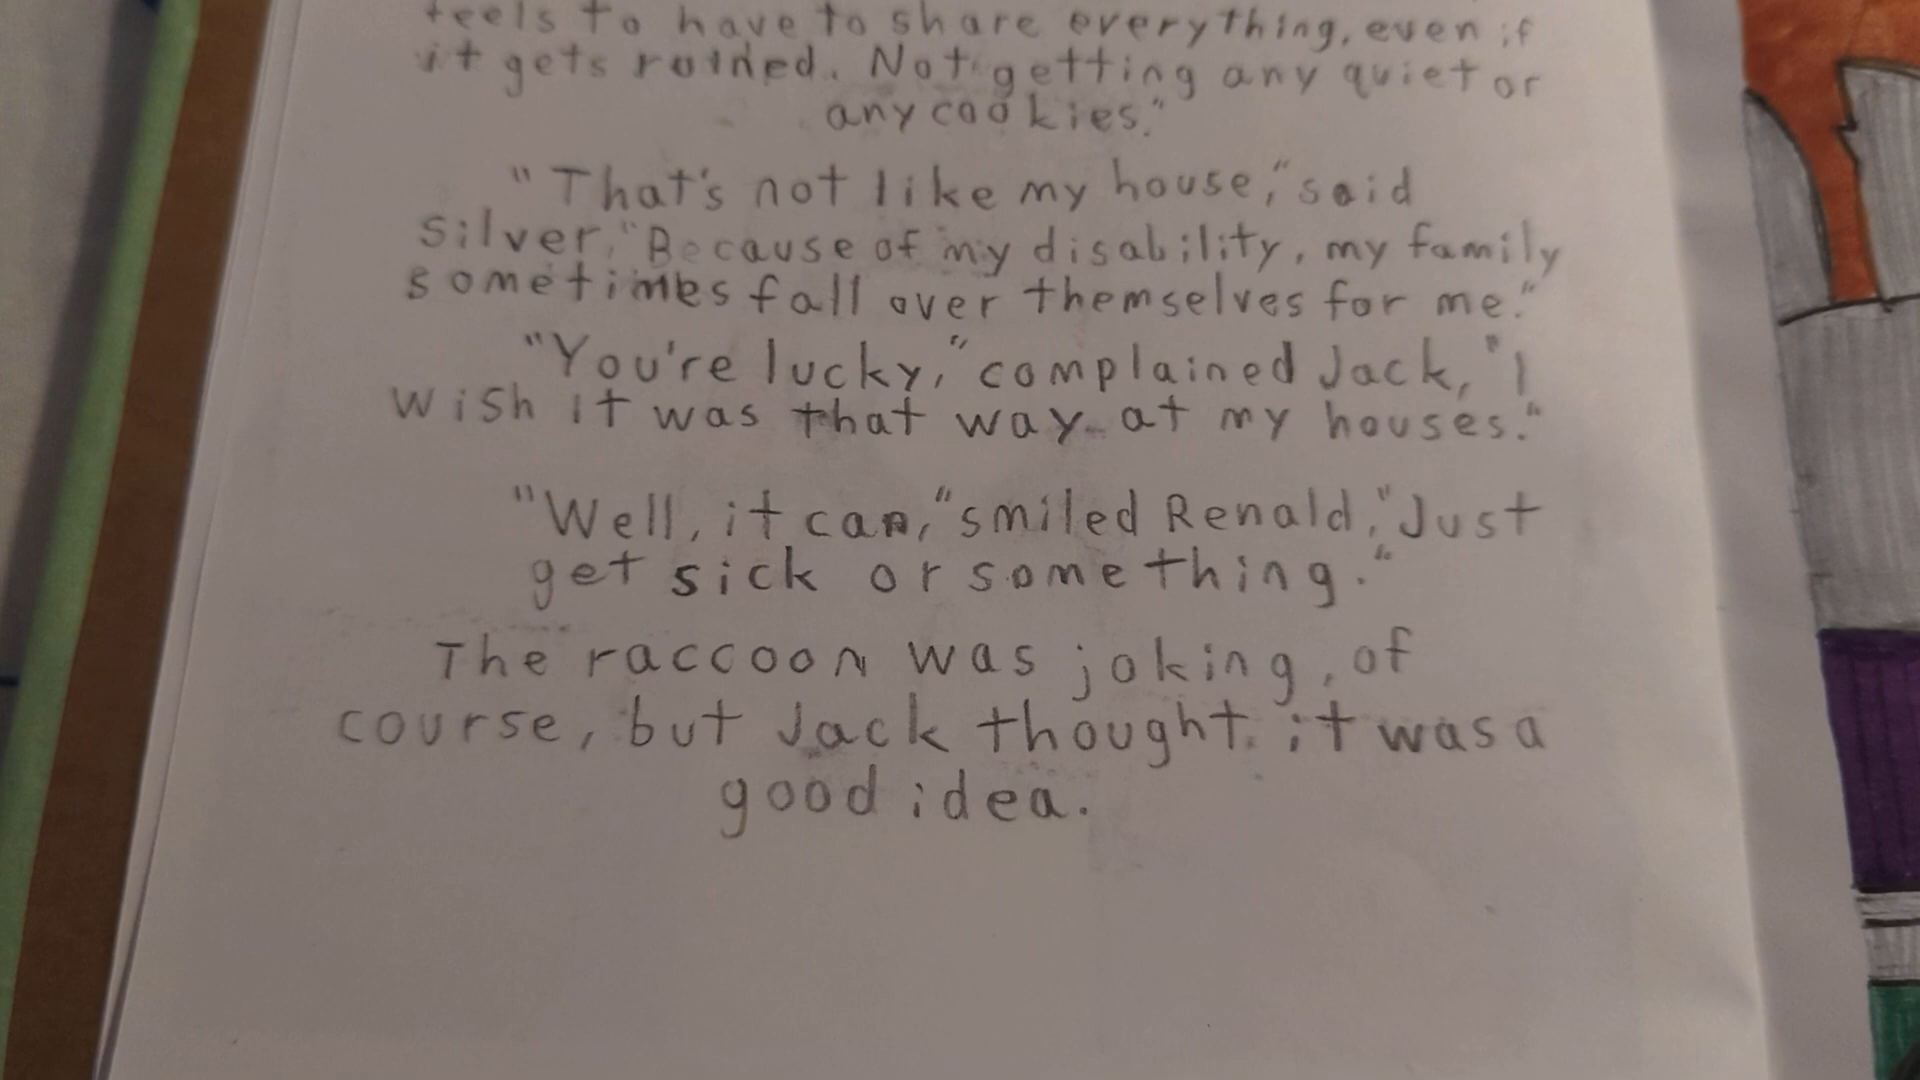 feels to have to share everything, even if
it gets ruined. Not getting any quiet or
any cookies."
"That's not like my house," said
silver, "Because of my disability, my family
sometimes fall over themselves for me."
"You're lucky," complained Jack, "I
wish it was that way at my houses."
"Well, it can," smiled Renald, "Just
get sick or something."
The raccoon was joking, of
course, but Jack thought it was a
good idea.